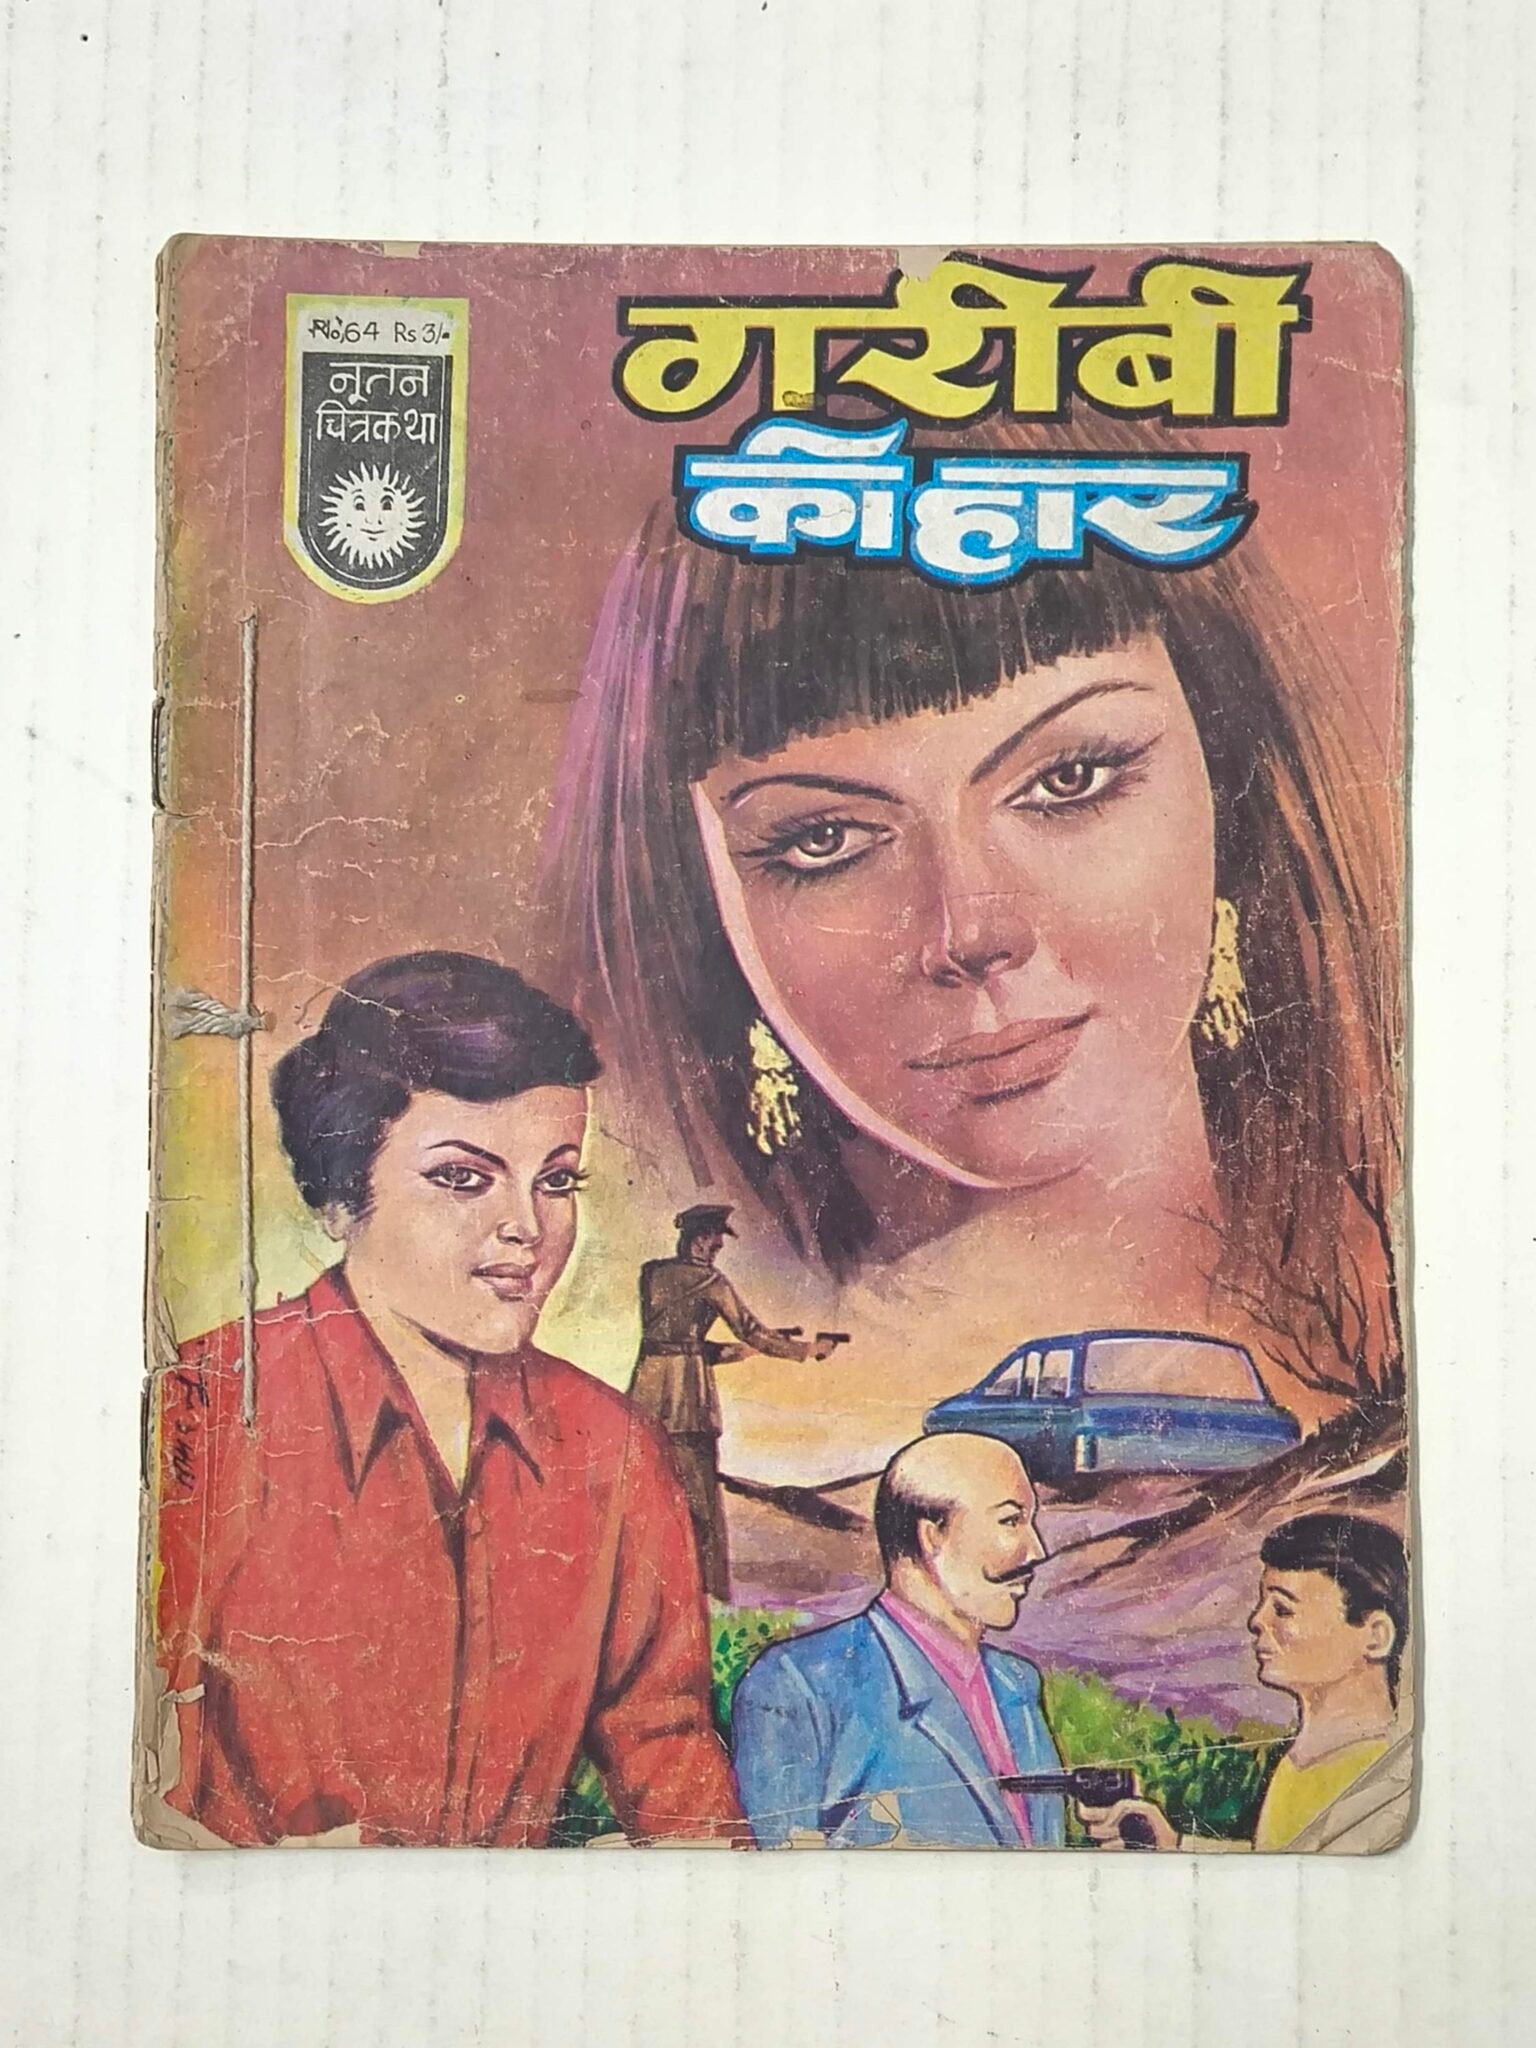 No. 64 Rs 3/-
नूतन
चित्रकथा
गरीबी
की हार